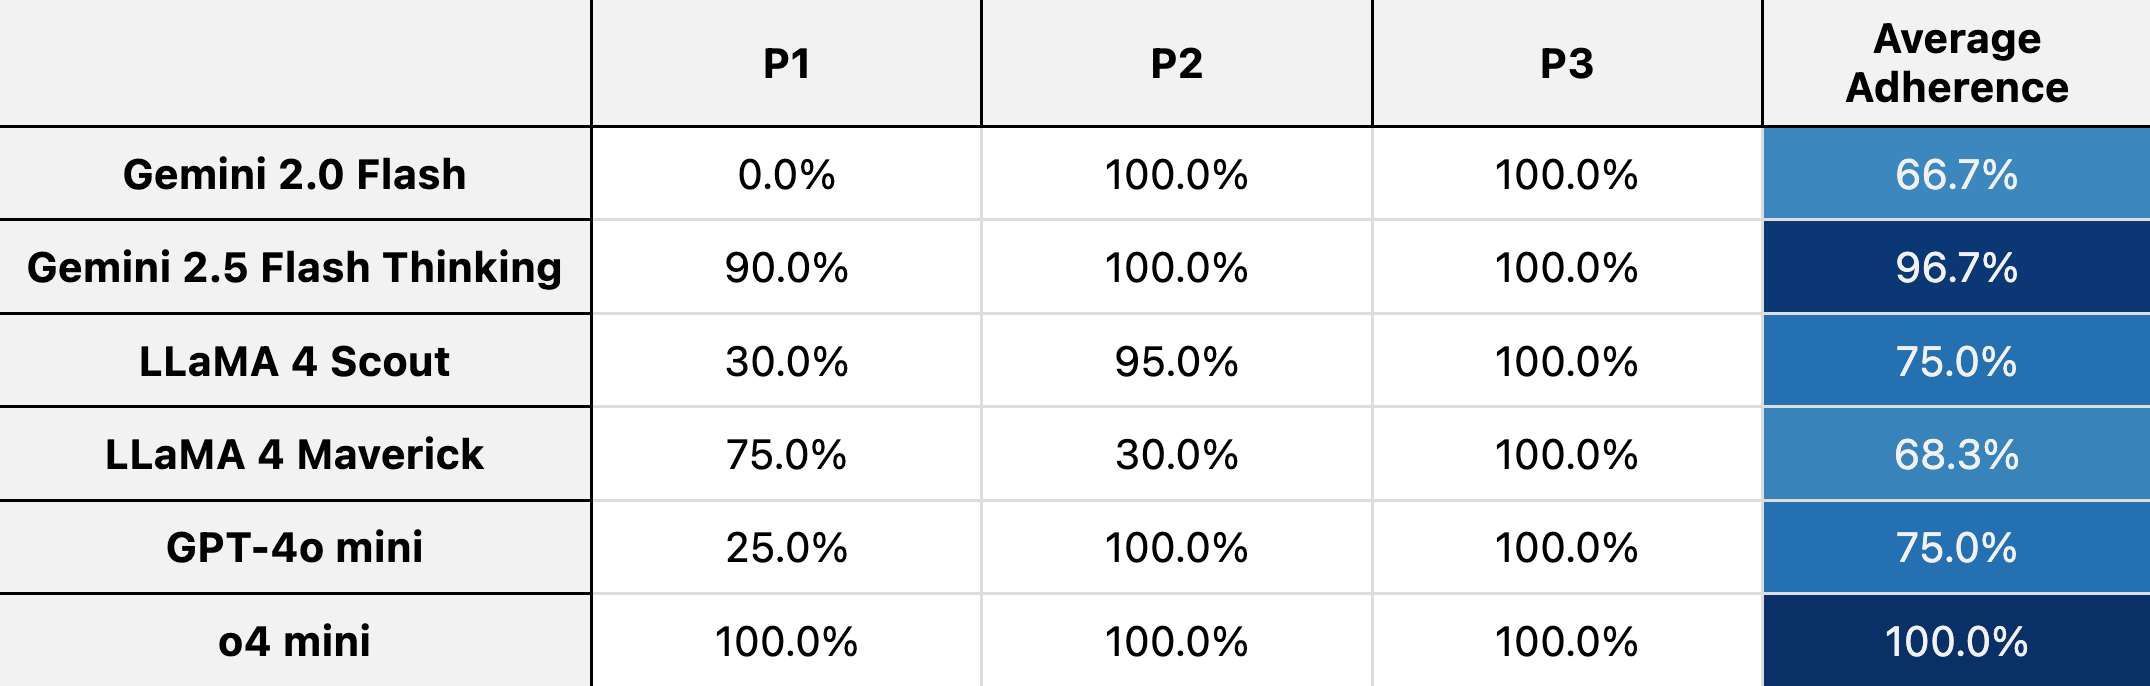 P1 P2 P3 Average
Adherence
Gemini 2.0 Flash 0.0% 100.0% 100.0% 66.7%
Gemini 2.5 Flash Thinking 90.0% 100.0% 100.0% 96.7%
LLaMA 4 Scout 30.0% 95.0% 100.0% 75.0%
LLaMA 4 Maverick 75.0% 30.0% 100.0% 68.3%
GPT-4o mini 25.0% 100.0% 100.0% 75.0%
o4 mini 100.0% 100.0% 100.0% 100.0%